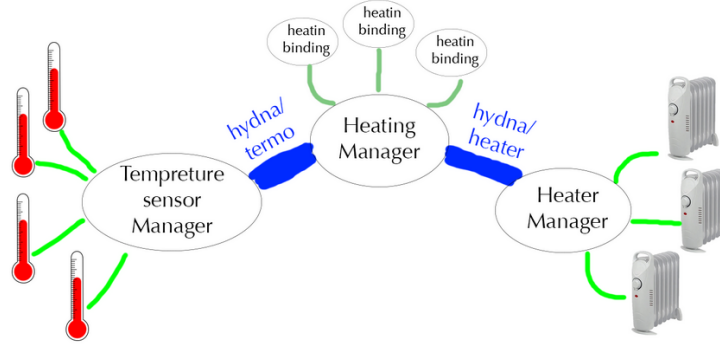 heatin
binding
heatin
binding
heatin
binding
hydna/
termo
Heating
Manager
hydna/
heater
Tempreture
sensor
Manager
Heater
Manager